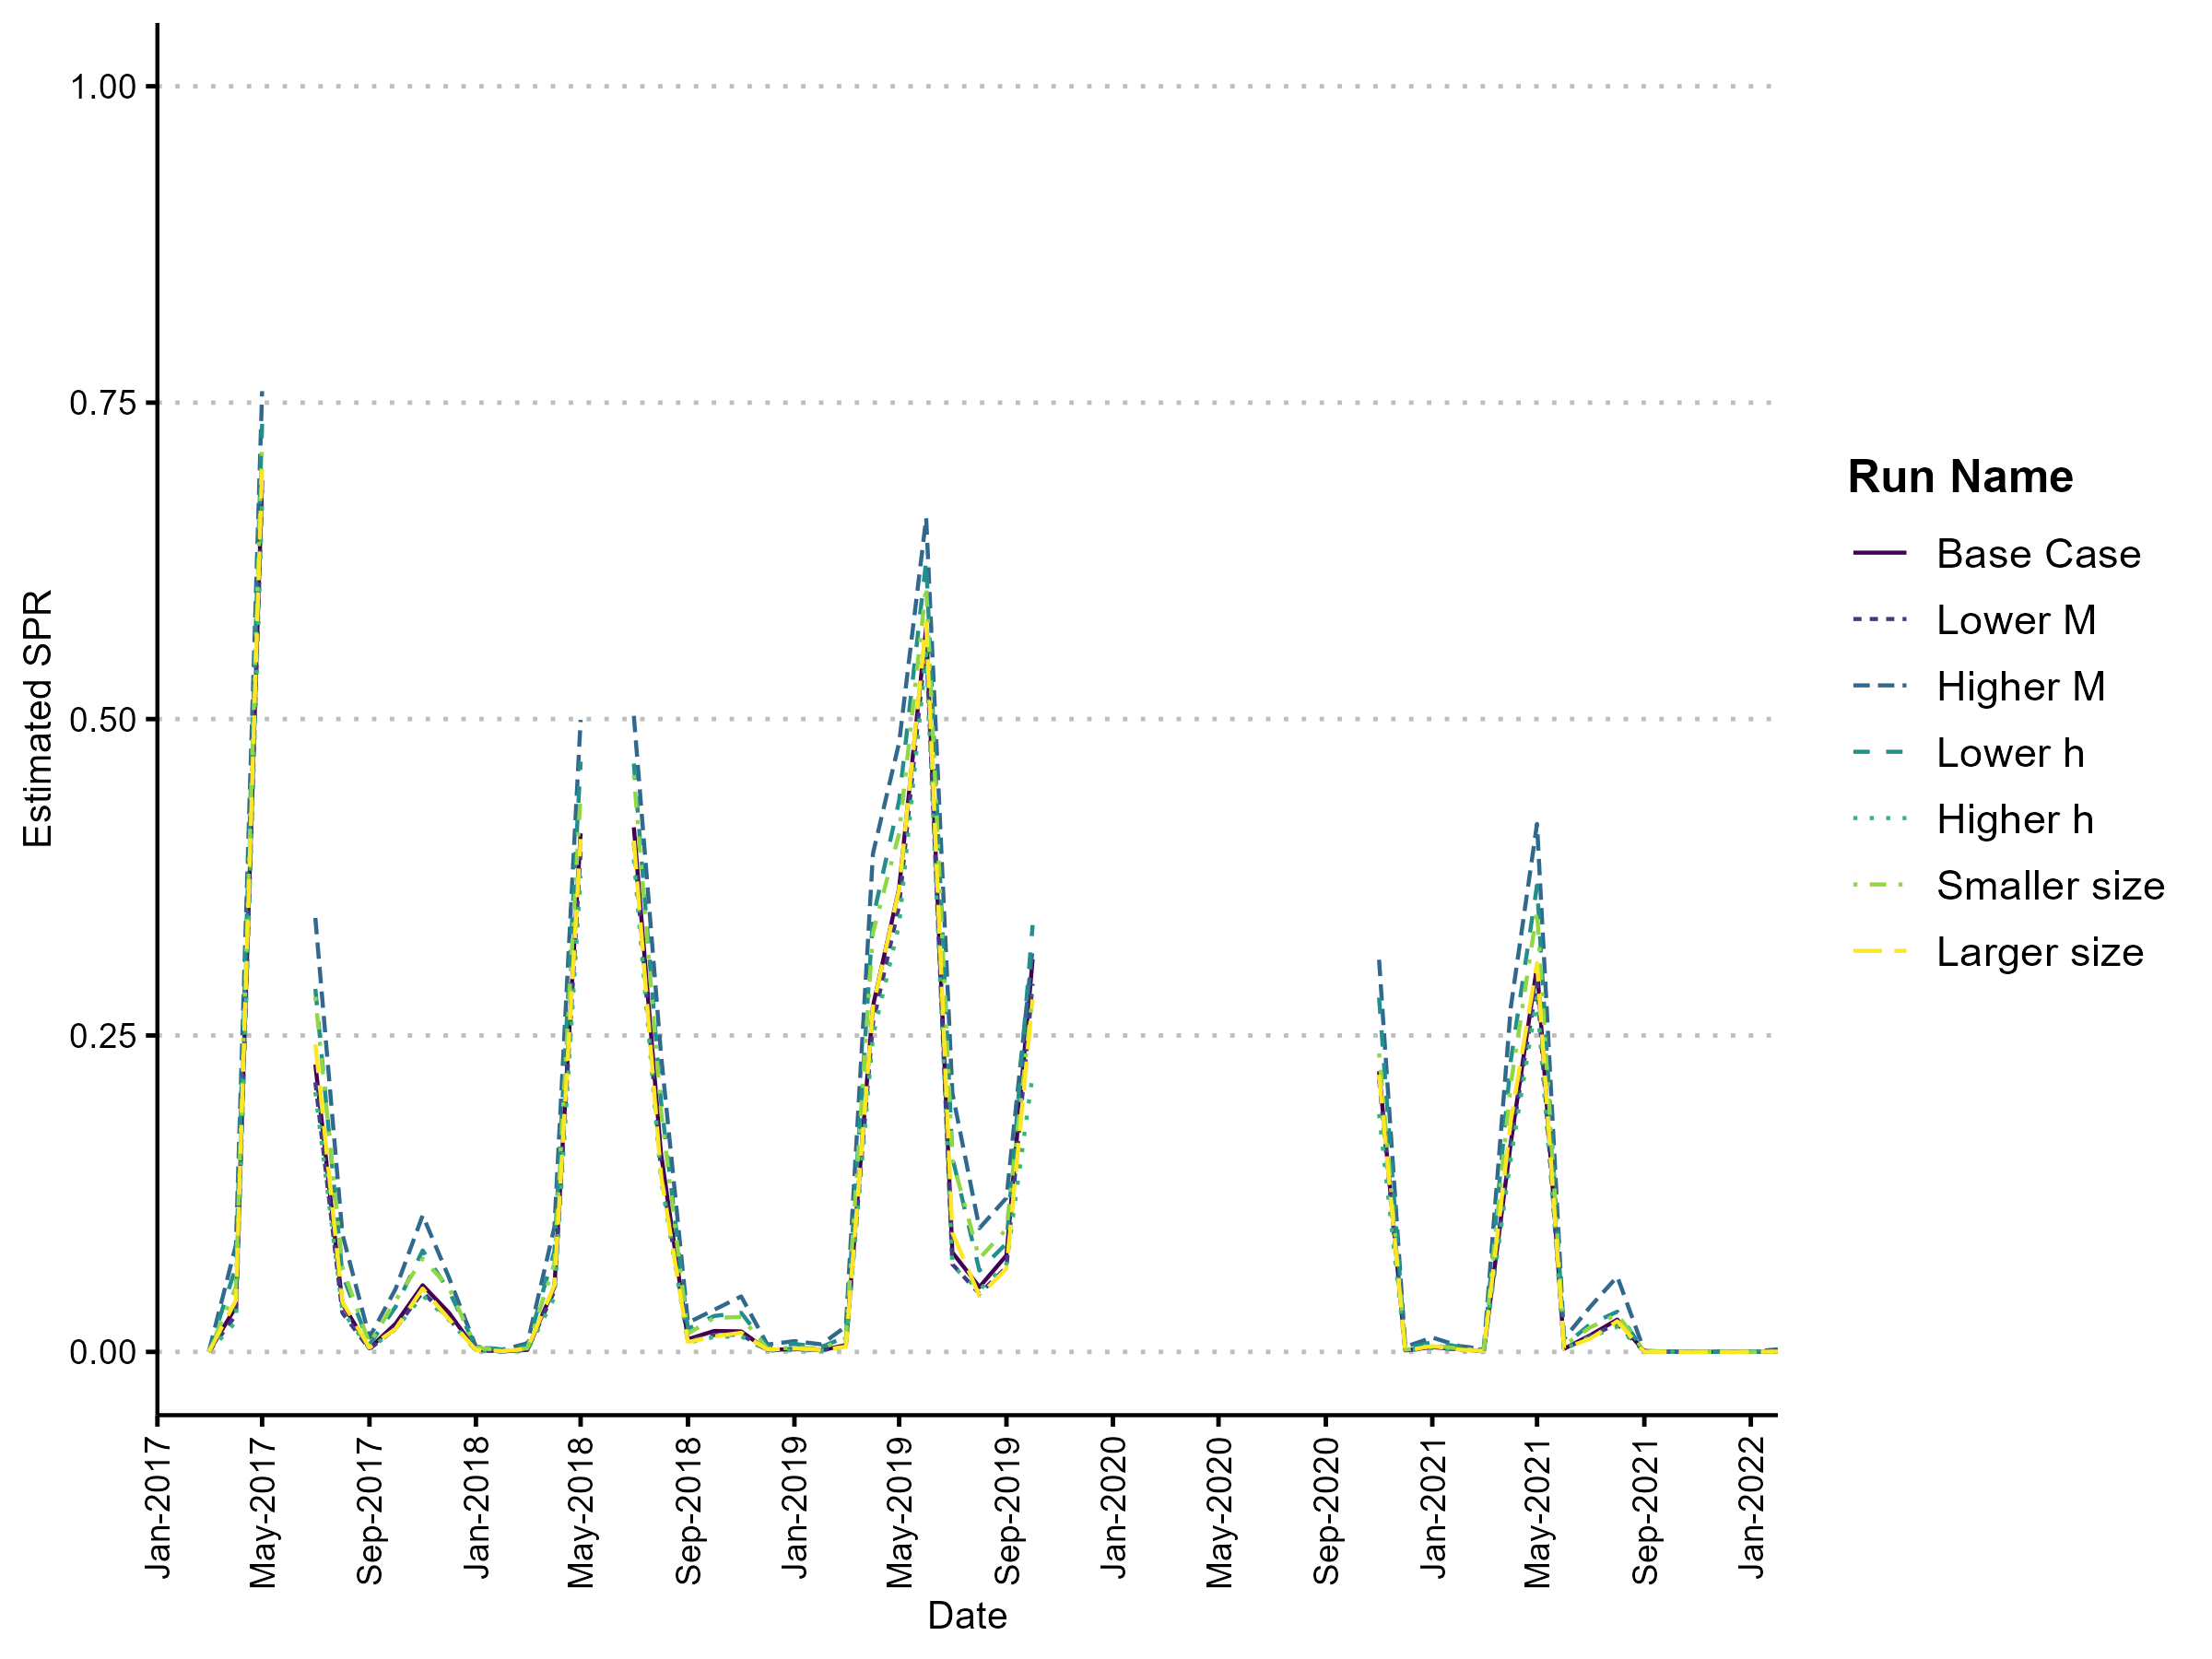 1.00
0.75
0.50
0.25
0.00
Estimated SPR
Jan-2017
May-2017
Sep-2017
Jan-2018
May-2018
Sep-2018
Jan-2019
May-2019
Sep-2019
Jan-2020
May-2020
Sep-2020
Jan-2021
May-2021
Sep-2021
Jan-2022
Date
Run Name
Base Case
Lower M
Higher M
Lower h
Higher h
Smaller size
Larger size